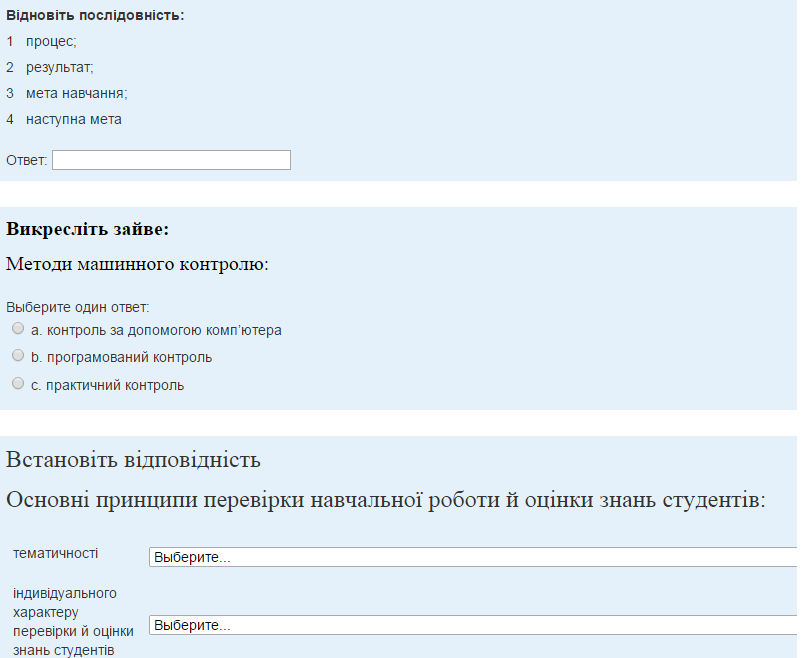 Відновіть послідовність:
1 процес;
2 результат;
3 мета навчання;
4 наступна мета
Ответ:
Викресліть зайве:
Методи машинного контролю:
Выберите один ответ:
a. контроль за допомогою комп'ютера
b. програмований контроль
c. практичний контроль
Встановіть відповідність
Основні принципи перевірки навчальної роботи й оцінки знань студентів:
тематичності
Выберите...
індивідуального
характеру
перевірки й оцінки
знань студентів
Выберите...